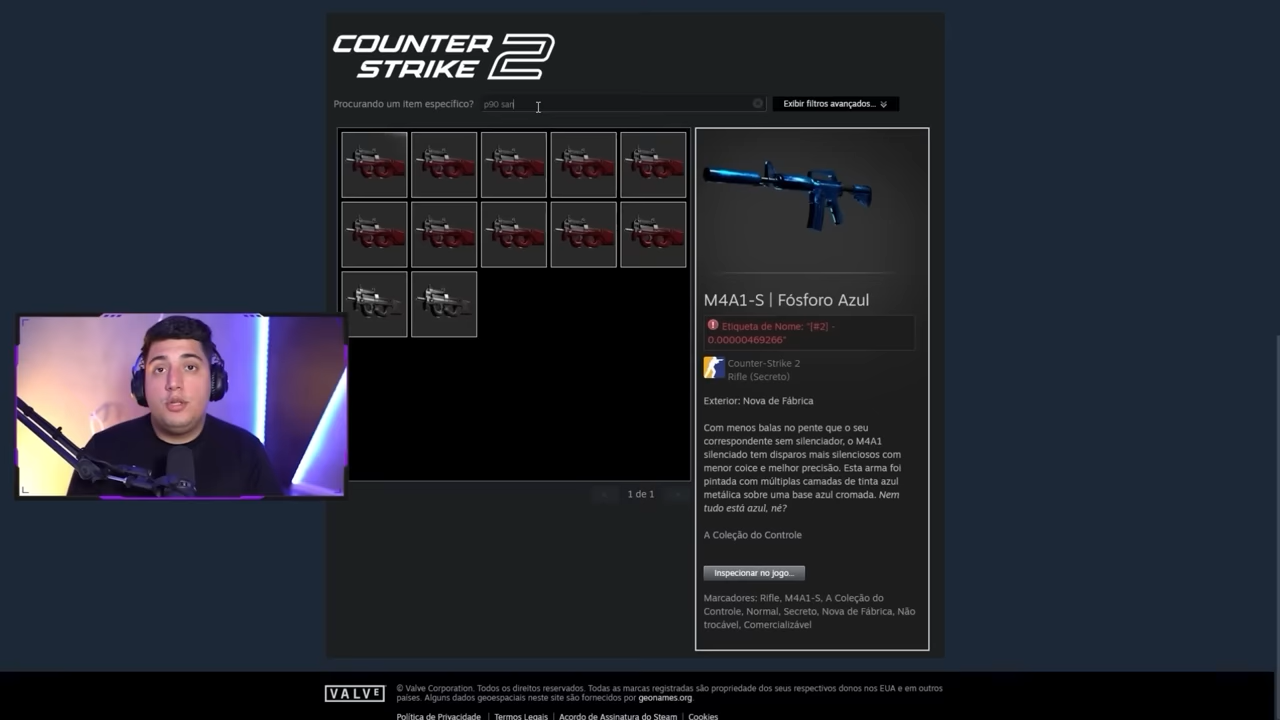 COUNTER
STRIKE 2
Procurando um item específico?
p90 san
Exibir filtros avançados...
M4A1-S | Fósforo Azul
Etiqueta de Nome: "[#2] -
0.00000469266"
Counter-Strike 2
Rifle (Secreto)
Exterior: Nova de Fábrica
Com menos balas no pente que o seu
correspondente sem silenciador, o M4A1
silenciado tem disparos mais silenciosos com
menor coice e melhor precisão. Esta arma foi
pintada com múltiplas camadas de tinta azul
metálica sobre uma base azul cromada. Nem
tudo está azul, né?
A Coleção do Controle
1 de 1
Inspecionar no jogo...
Marcadores: Rifle, M4A1-S, A Coleção do
Controle, Normal, Secreto, Nova de Fábrica, Não
trocável, Comercializável
VALVE
© Valve Corporation. Todos os direitos reservados. Todas as marcas registradas são propriedade dos seus respectivos donos nos EUA e em outros
países. Alguns dados geoespaciais neste site são fornecidos por geonames.org.
Política de Privacidade | Termos Legais | Acordo de Assinatura do Steam | Cookies